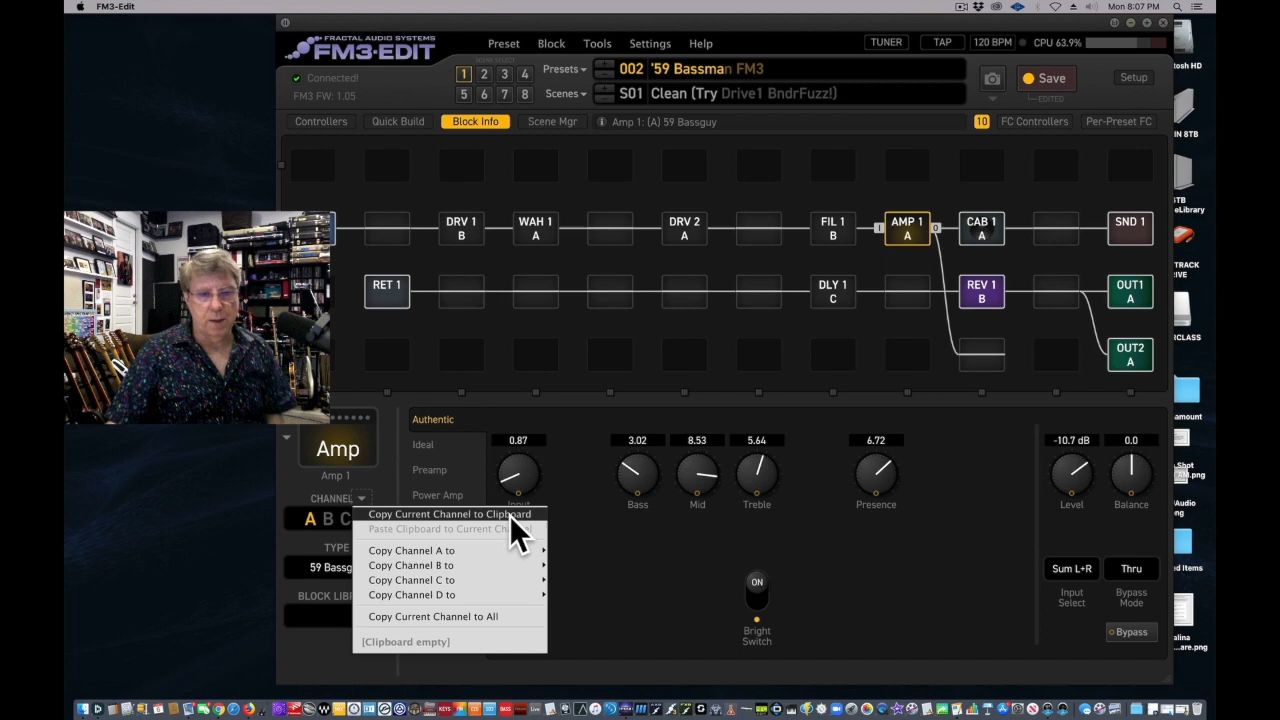 FM3-Edit
Mon 8:07 PM
FRACTAL AUDIO SYSTEMS
FM3-EDIT
Preset Block Tools Settings Help
TUNER TAP 120 BPM CPU 63.9%
Connected!
FM3 FW: 1.05
1 2 3 4
5 6 7 8
Presets 002 '59 Bassman FM3
Scenes S01 Clean (Try Drive1 BndrFuzz!)
Save
EDITED
Setup
Controllers Quick Build Block Info Scene Mgr Amp 1: (A) 59 Bassguy 10 FC Controllers Per-Preset FC
DRV 1 B
WAH 1 A
DRV 2 A
FIL 1 B
AMP 1 A
CAB 1 A
SND 1
RET 1
DLY 1 C
REV 1 B
OUT1 A
OUT2 A
Amp
Amp 1
CHANNEL
A B C
TYPE
59 Bassg
BLOCK LIB
Authentic
Ideal
Preamp
Power Amp
0.87 3.02 8.53 5.64 6.72 -10.7 dB 0.0
Input Bass Mid Treble Presence Level Balance
Copy Current Channel to Clipboard
Paste Clipboard to Current Ch
Copy Channel A to
Copy Channel B to
Copy Channel C to
Copy Channel D to
Copy Current Channel to All
[Clipboard empty]
ON
Bright
Switch
Sum L+R Thru
Input
Select
Bypass
Mode
Bypass